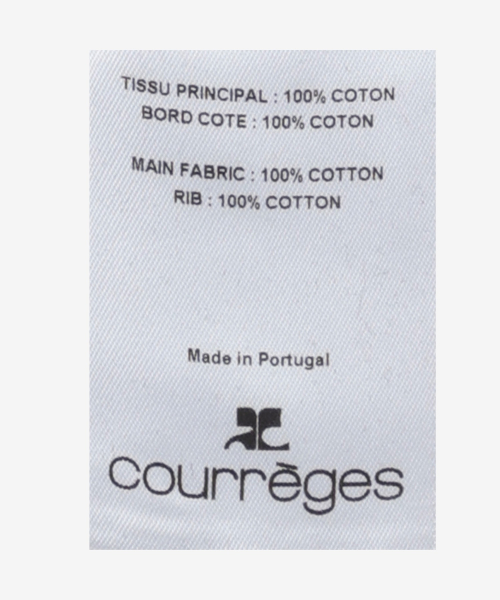 TISSU PRINCIPAL : 100% COTON
BORD COTE : 100% COTON
MAIN FABRIC : 100% COTTON
RIB : 100% COTTON
Made in Portugal
courrèges